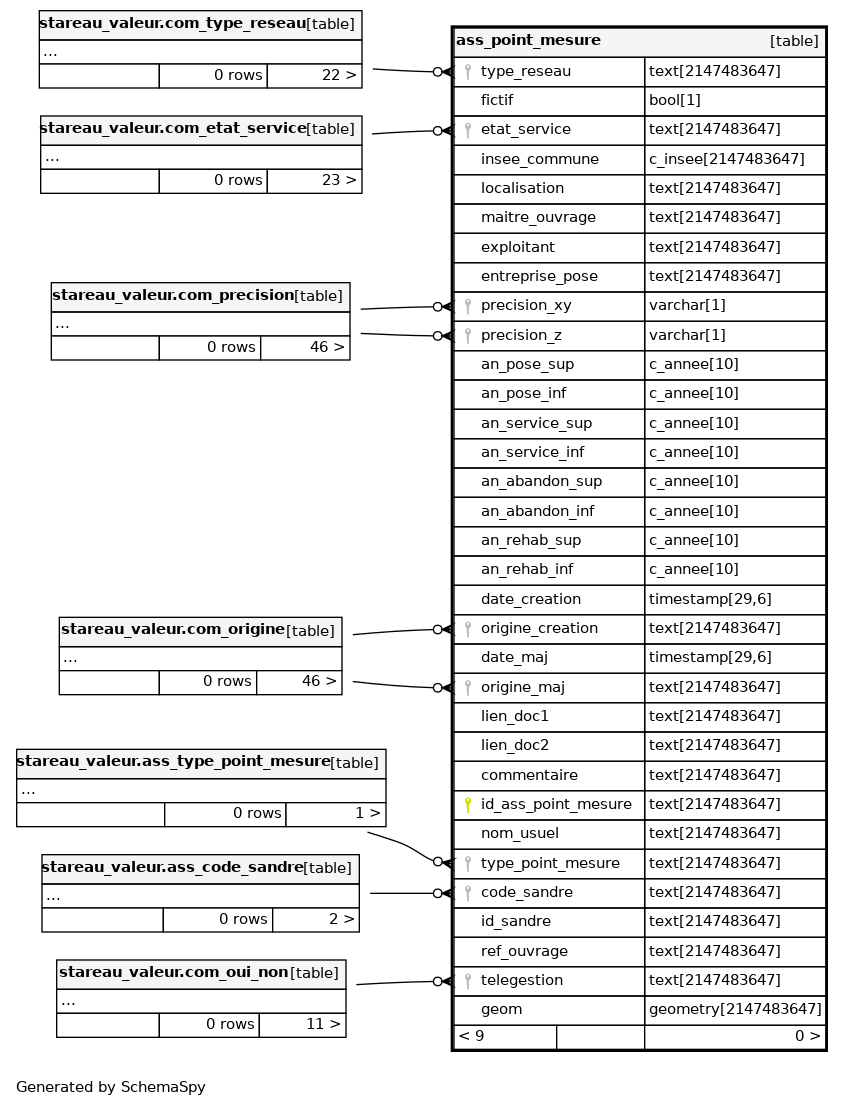 stareau_valeur.com_type_reseau[table]
...
0 rows 22 >
stareau_valeur.com_etat_service[table]
...
0 rows 23 >
stareau_valeur.com_precision[table]
...
0 rows 46 >
stareau_valeur.com_origine[table]
...
0 rows 46 >
stareau_valeur.ass_type_point_mesure[table]
...
0 rows 1 >
stareau_valeur.ass_code_sandre[table]
...
0 rows 2 >
stareau_valeur.com_oui_non[table]
...
0 rows 11 >
ass_point_mesure [table]
type_reseau text[2147483647]
fictif bool[1]
etat_service text[2147483647]
insee_commune c_insee[2147483647]
localisation text[2147483647]
maitre_ouvrage text[2147483647]
exploitant text[2147483647]
entreprise_pose text[2147483647]
precision_xy varchar[1]
precision_z varchar[1]
an_pose_sup c_annee[10]
an_pose_inf c_annee[10]
an_service_sup c_annee[10]
an_service_inf c_annee[10]
an_abandon_sup c_annee[10]
an_abandon_inf c_annee[10]
an_rehab_sup c_annee[10]
an_rehab_inf c_annee[10]
date_creation timestamp[29,6]
origine_creation text[2147483647]
date_maj timestamp[29,6]
origine_maj text[2147483647]
lien_doc1 text[2147483647]
lien_doc2 text[2147483647]
commentaire text[2147483647]
id_ass_point_mesure text[2147483647]
nom_usuel text[2147483647]
type_point_mesure text[2147483647]
code_sandre text[2147483647]
id_sandre text[2147483647]
ref_ouvrage text[2147483647]
telegestion text[2147483647]
geom geometry[2147483647]
< 9 0 >
Generated by SchemaSpy